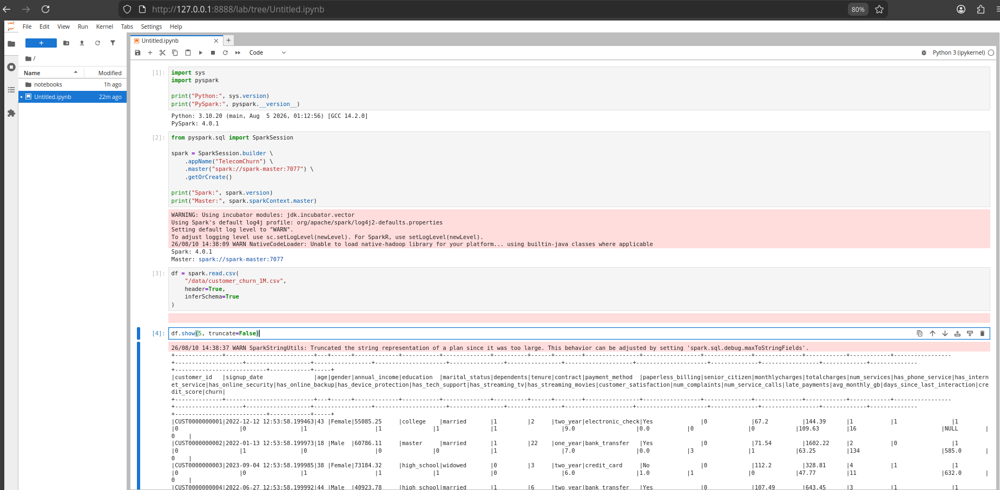 http://127.0.0.1:8888/lab/tree/Untitled.ipynb
80%
File Edit View Run Kernel Tabs Settings Help
+
/
Name Modified
notebooks 1h ago
Untitled.ipynb 22m ago
Untitled.ipynb
Code
Python 3 (ipykernel)
[1]:
import sys
import pyspark
print("Python:", sys.version)
print("PySpark:", pyspark.__version__)
Python: 3.10.20 (main, Aug  5 2026, 01:12:56) [GCC 14.2.0]
PySpark: 4.0.1
[2]:
from pyspark.sql import SparkSession
spark = SparkSession.builder \
    .appName("TelecomChurn") \
    .master("spark://spark-master:7077") \
    .getOrCreate()
print("Spark:", spark.version)
print("Master:", spark.sparkContext.master)
WARNING: Using incubator modules: jdk.incubator.vector
Using Spark's default log4j profile: org/apache/spark/log4j2-defaults.properties
Setting default log level to "WARN".
To adjust logging level use sc.setLogLevel(newLevel). For SparkR, use setLogLevel(newLevel).
26/08/10 14:38:09 WARN NativeCodeLoader: Unable to load native-hadoop library for your platform... using builtin-java classes where applicable
Spark: 4.0.1
Master: spark://spark-master:7077
[3]:
df = spark.read.csv(
    "/data/customer_churn_1M.csv",
    header=True,
    inferSchema=True
)
[4]:
df.show(5, truncate=False)
26/08/10 14:38:37 WARN SparkStringUtils: Truncated the string representation of a plan since it was too large. This behavior can be adjusted by setting 'spark.sql.debug.maxToStringFields'.
|customer_id   |signup_date               |age|gender|annual_income|education  |marital_status|dependents|tenure|contract|payment_method  |paperless_billing|senior_citizen|monthlycharges|totalcharges|num_services|has_phone_service|has_intern
et_service|has_online_security|has_online_backup|has_device_protection|has_tech_support|has_streaming_tv|has_streaming_movies|customer_satisfaction|num_complaints|num_service_calls|late_payments|avg_monthly_gb|days_since_last_interaction|cre
dit_score|churn|
|CUST0000000001|2022-12-12 12:53:58.199463|43 |Female|55085.25     |college    |married       |1         |2     |two_year|electronic_check|Yes              |0             |67.2          |144.39      |1           |1                |1
|0                  |0                |1                    |1               |1               |1                   |9.0                  |0.0           |0                |0            |109.63        |16                         |NULL        |
0    |
|CUST0000000002|2022-01-13 12:53:58.199973|18 |Male  |60786.11     |master     |married       |1         |22    |one_year|bank_transfer   |Yes              |0             |71.54         |1602.22     |2           |0                |1
|0                  |1                |0                    |0               |0               |1                   |7.0                  |0.0           |3                |1            |63.25         |134                        |585.0       |
0    |
|CUST0000000003|2023-09-04 12:53:58.199985|38 |Female|73184.32     |high_school|widowed       |0         |3     |two_year|credit_card     |No               |0             |112.2         |328.81      |4           |1                |1
|0                  |0                |1                    |1               |1               |0                   |6.0                  |1.0           |1                |0            |47.77         |11                         |632.0       |
0    |
|CUST0000000004|2022-06-27 12:53:58.199992|44 |Male  |40923.78     |high_school|married       |1         |6     |two_year|bank_transfer   |Yes              |0             |107.49        |643.45      |3           |1                |1